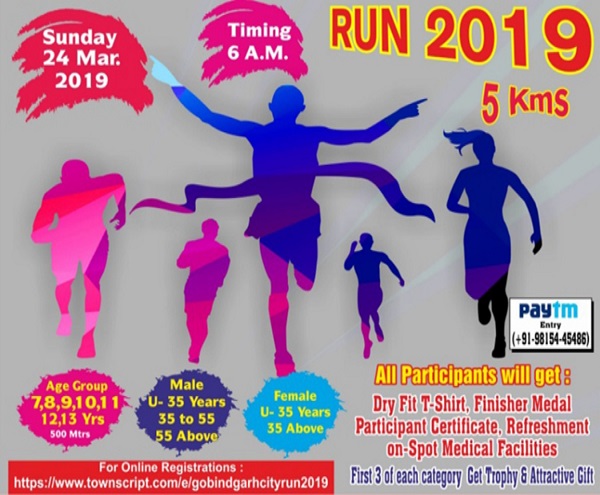 Sunday
24 Mar.
2019
Timing
6 A.M.
RUN 2019
5 Kms
paytm
Entry
(+91-98154-45486)
Age Group
7,8,9,10,11
12,13 Yrs
500 Mtrs
Male
U- 35 Years
35 to 55
55 Above
Female
U- 35 Years
35 Above
All Participants will get :
Dry Fit T-Shirt, Finisher Medal
Participant Certificate, Refreshment
on-Spot Medical Facilities
First 3 of each category Get Trophy & Attractive Gift
For Online Registrations :
https://www.townscript.com/e/gobindgarhcityrun2019